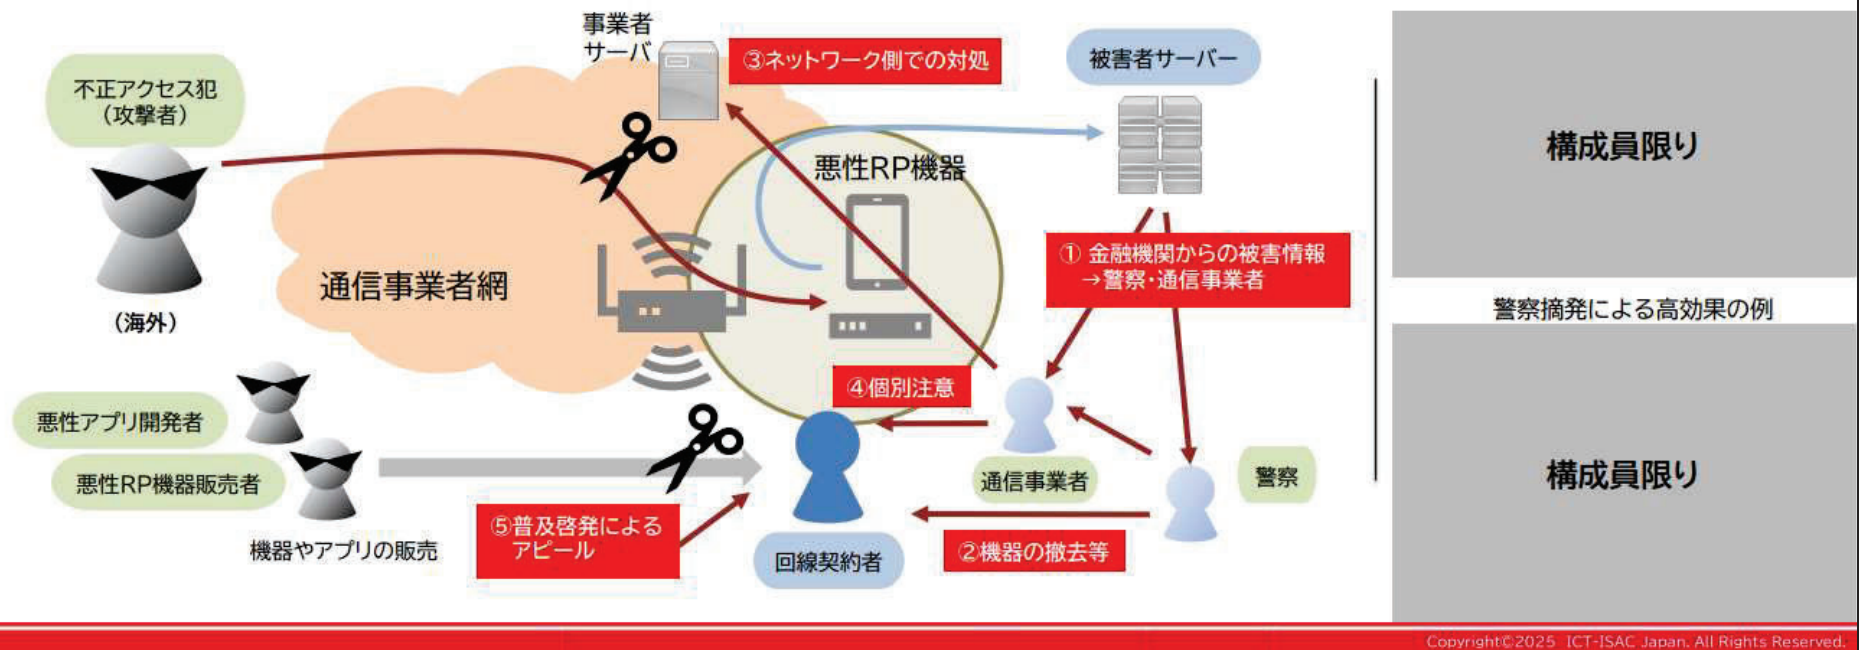 事業者
サーバ
③ネットワーク側での対処
被害者サーバー
不正アクセス犯
（攻撃者）
構成員限り
悪性RP機器
① 金融機関からの被害情報
→警察・通信事業者
通信事業者網
（海外）
警察摘発による高効果の例
④個別注意
悪性アプリ開発者
悪性RP機器販売者
通信事業者
警察
構成員限り
⑤普及啓発による
アピール
機器やアプリの販売
回線契約者
②機器の撤去等
Copyright©2025 ICT-ISAC Japan. All Rights Reserved.